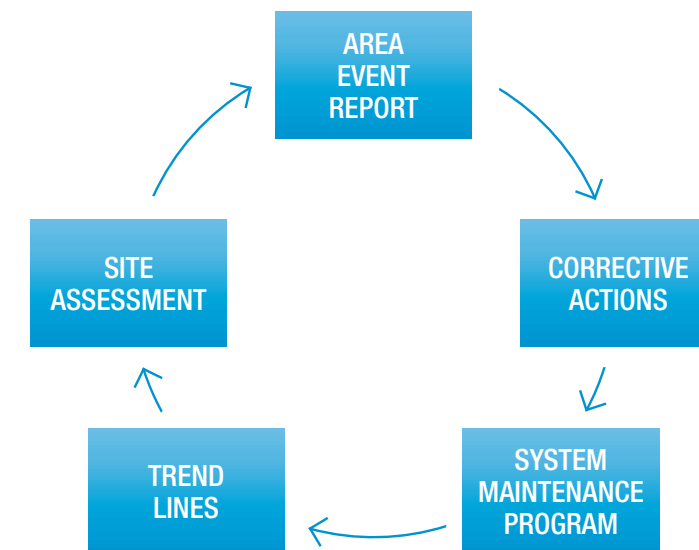 AREA
EVENT
REPORT
CORRECTIVE
ACTIONS
SYSTEM
MAINTENANCE
PROGRAM
TREND
LINES
SITE
ASSESSMENT